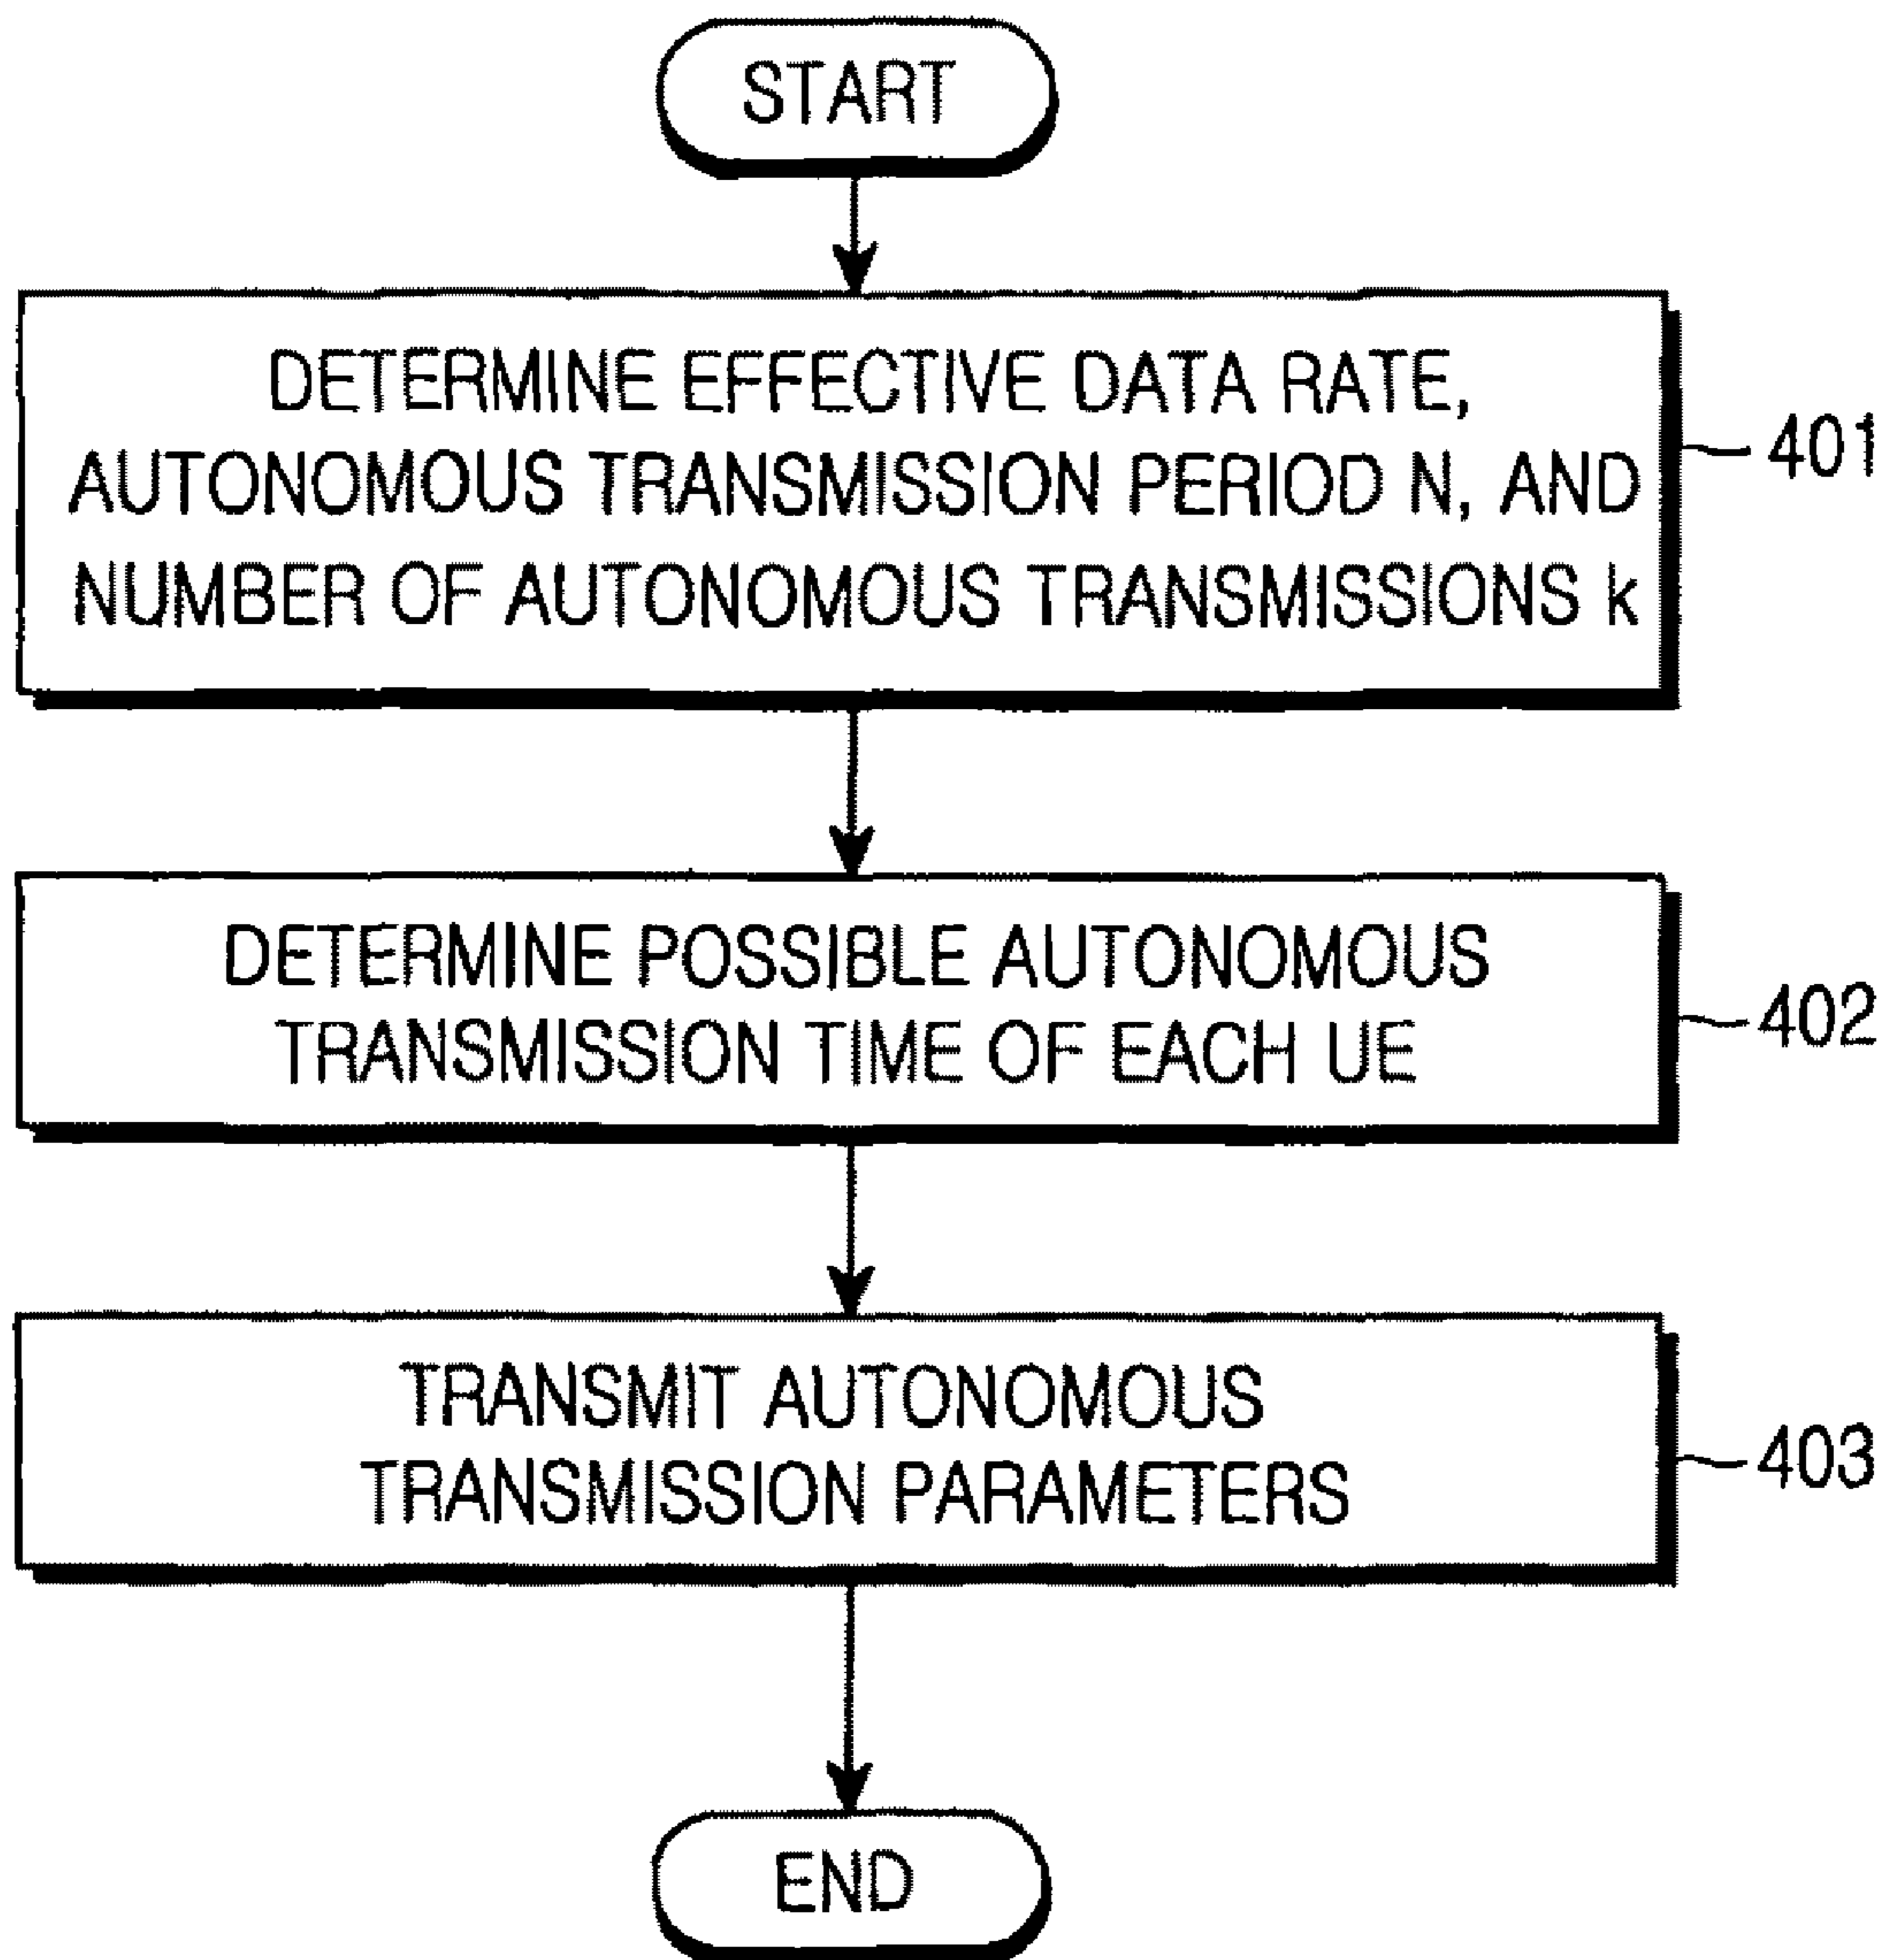 START
DETERMINE EFFECTIVE DATA RATE,
AUTONOMOUS TRANSMISSION PERIOD N, AND
NUMBER OF AUTONOMOUS TRANSMISSIONS k
401
DETERMINE POSSIBLE AUTONOMOUS
TRANSMISSION TIME OF EACH UE
402
TRANSMIT AUTONOMOUS
TRANSMISSION PARAMETERS
403
END